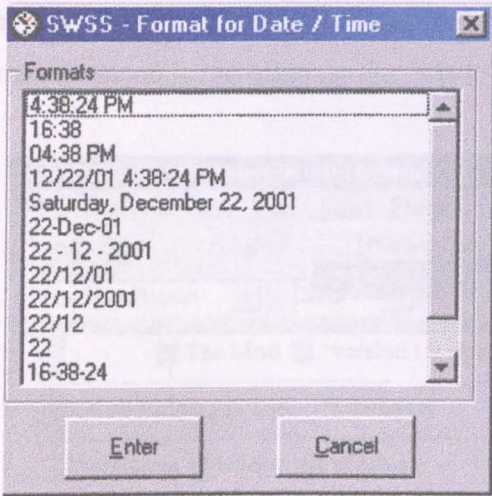 SWSS - Format for Date / Time
Formats
4:38:24 PM
16:38
04:38 PM
12/22/01 4:38:24 PM
Saturday, December 22, 2001
22-Dec-01
22 - 12 - 2001
22/12/01
22/12/2001
22/12
22
16-38-24
Enter
Cancel